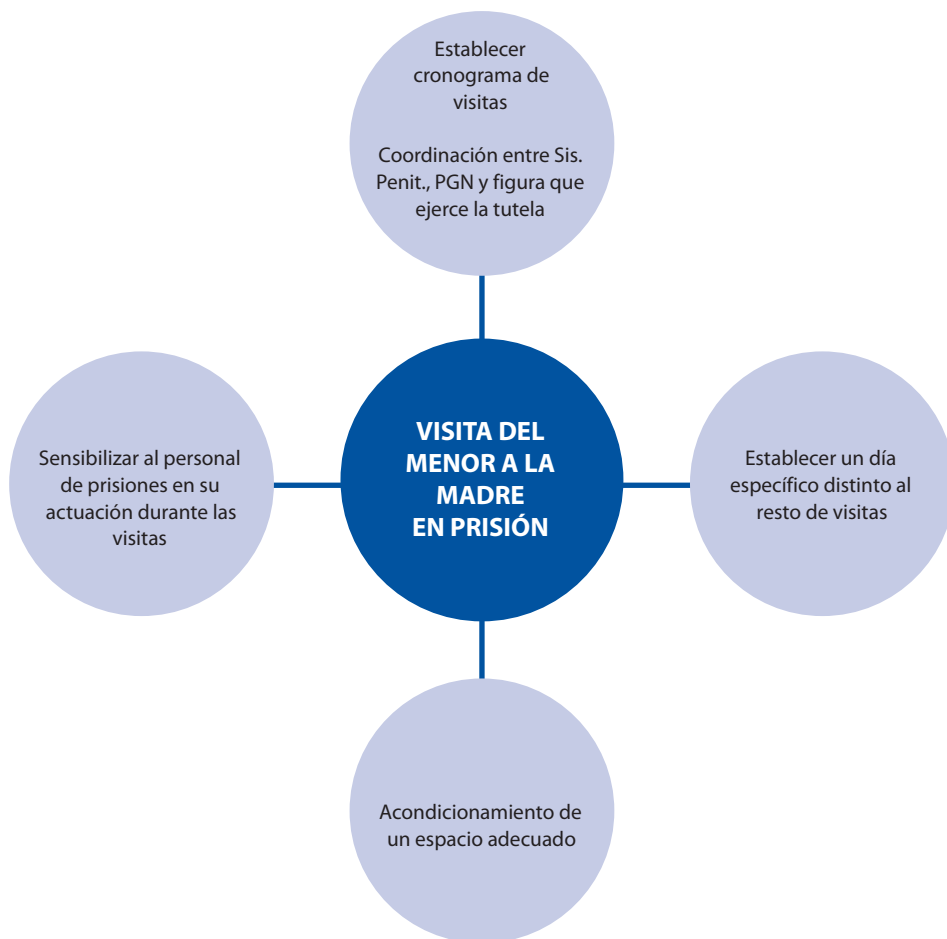 Establecer
cronograma de
visitas
Coordinación entre Sis.
Penit., PGN y figura que
ejerce la tutela
Sensibilizar al personal
de prisiones en su
actuación durante las
visitas
VISITA DEL
MENOR A LA
MADRE
EN PRISIÓN
Establecer un día
específico distinto al
resto de visitas
Acondicionamiento de
un espacio adecuado